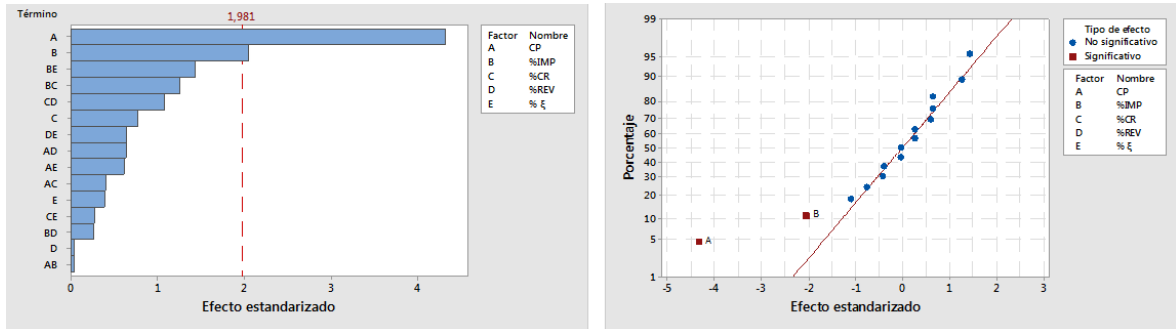 Término
1,981
A
B
BE
BC
CD
C
DE
AD
AE
AC
E
CE
BD
D
AB
0 1 2 3 4
Efecto estandarizado
Factor Nombre
A CP
B %IMP
C %CR
D %REV
E % ξ
Porcentaje
99
95
90
80
70
60
50
40
30
20
10
5
1
A
B
-5 -4 -3 -2 -1 0 1 2 3
Efecto estandarizado
Tipo de efecto
No significativo
Significativo
Factor Nombre
A CP
B %IMP
C %CR
D %REV
E % ξ